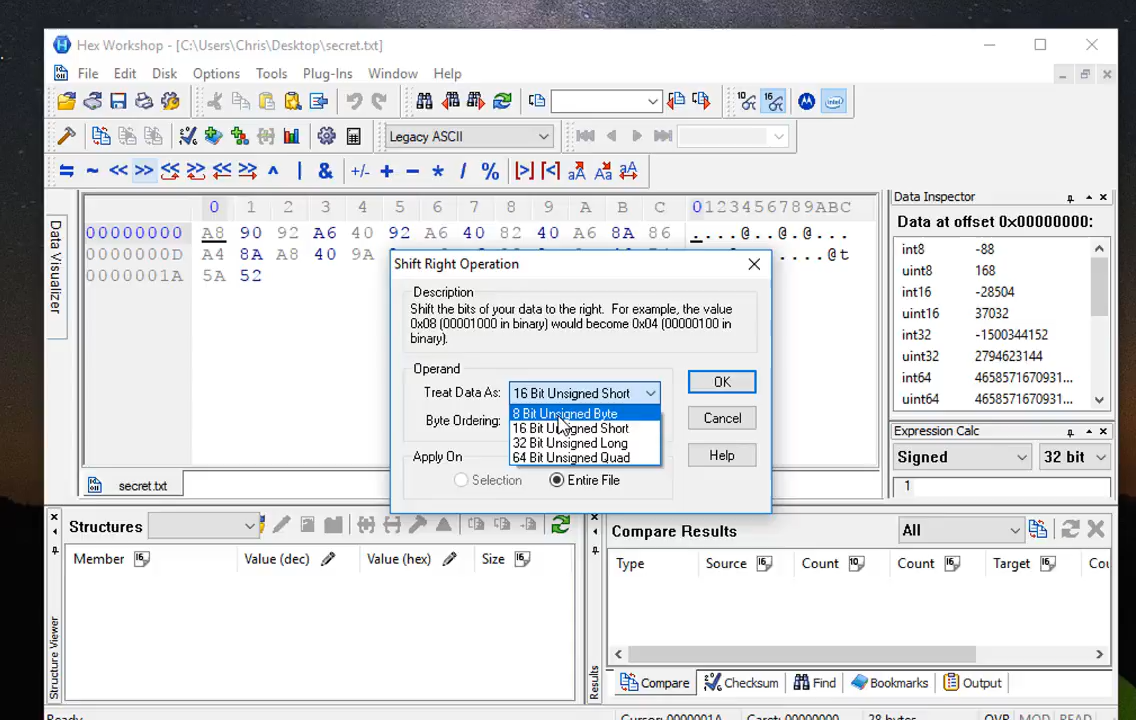 Hex Workshop - [C:\Users\Chris\Desktop\secret.txt]
File Edit Disk Options Tools Plug-Ins Window Help
Legacy ASCII
0 1 2 3 4 5 6 7 8 9 A B C 0123456789ABC
00000000 A8 90 92 A6 40 92 A6 40 82 40 A6 8A 86 ....@..@.@...
0000000D A4 8A A8 40 9A
0000001A 5A 52
Data Visualizer
secret.txt
Data Inspector
Data at offset 0x00000000:
int8 -88
uint8 168
int16 -28504
uint16 37032
int32 -1500344152
uint32 2794623144
int64 4658571670931...
uint64 4658571670931...
Expression Calc
Signed 32 bit
1
Shift Right Operation
Description
Shift the bits of your data to the right. For example, the value
0x08 (00001000 in binary) would become 0x04 (00000100 in
binary).
Operand
Treat Data As: 16 Bit Unsigned Short
8 Bit Unsigned Byte
16 Bit Unsigned Short
32 Bit Unsigned Long
64 Bit Unsigned Quad
Byte Ordering:
Apply On
Selection Entire File
OK
Cancel
Help
Structures
Member Value (dec) Value (hex) Size
Structure Viewer
Compare Results All
Type Source Count Count Target
Results
Compare Checksum Find Bookmarks Output
Ready Cursor: 0000001A Caret: 00000000 28 bytes OVR MOD READ